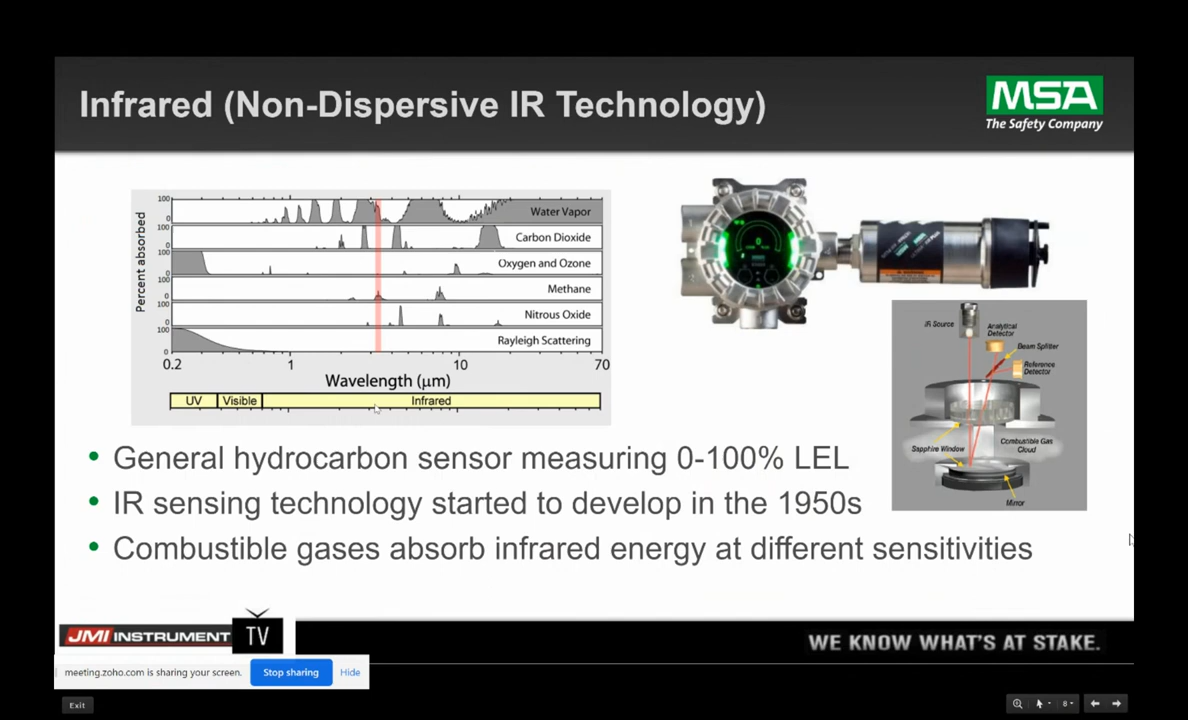 Infrared (Non-Dispersive IR Technology)
MSA
The Safety Company
Percent absorbed
100
0
Water Vapor
100
0
Carbon Dioxide
100
0
Oxygen and Ozone
100
0
Methane
100
0
Nitrous Oxide
100
0
Rayleigh Scattering
0.2
1
10
70
Wavelength (μm)
UV
Visible
Infrared
IR Source
Analytical
Detector
Beam Splitter
Reference
Detector
Sapphire Window
Combustible Gas
Cloud
Mirror
• General hydrocarbon sensor measuring 0-100% LEL
• IR sensing technology started to develop in the 1950s
• Combustible gases absorb infrared energy at different sensitivities
JMI INSTRUMENT TV
WE KNOW WHAT'S AT STAKE.
meeting.zoho.com is sharing your screen.
Stop sharing
Hide
Exit
8